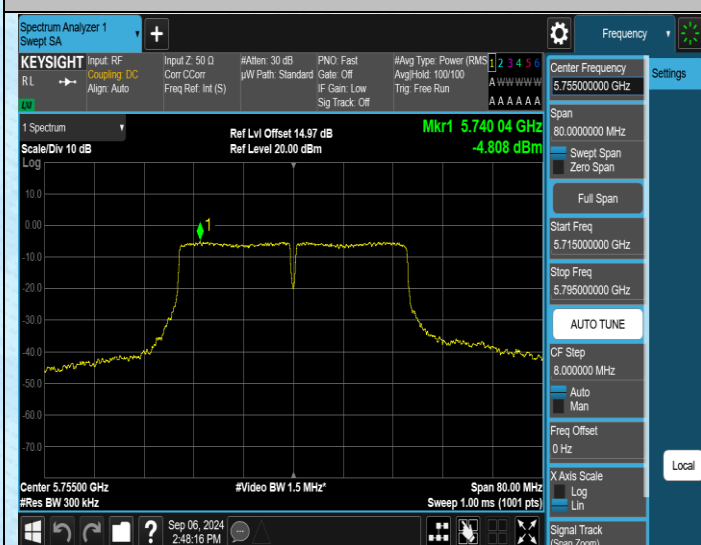 Spectrum Analyzer 1
Swept SA
+
Frequency
KEYSIGHT
RL
LXI
Input: RF
Coupling: DC
Align: Auto
Input Z: 50 Ω
Corr CCorr
Freq Ref: Int (S)
#Atten: 30 dB
µW Path: Standard
PNO: Fast
Gate: Off
IF Gain: Low
Sig Track: Off
#Avg Type: Power (RMS
Avg|Hold: 100/100
Trig: Free Run
1 2 3 4 5 6
A W W W W W
A A A A A A
1 Spectrum
Scale/Div 10 dB
Log
Ref Lvl Offset 14.97 dB
Ref Level 20.00 dBm
Mkr1 5.740 04 GHz
-4.808 dBm
1
10.0
0.00
-10.0
-20.0
-30.0
-40.0
-50.0
-60.0
-70.0
Center 5.75500 GHz
#Res BW 300 kHz
#Video BW 1.5 MHz*
Span 80.00 MHz
Sweep 1.00 ms (1001 pts)
?
Sep 06, 2024
2:48:16 PM
Center Frequency
5.755000000 GHz
Span
80.0000000 MHz
Swept Span
Zero Span
Full Span
Start Freq
5.715000000 GHz
Stop Freq
5.795000000 GHz
AUTO TUNE
CF Step
8.000000 MHz
Auto
Man
Freq Offset
0 Hz
X Axis Scale
Log
Lin
Signal Track
(Span Zoom)
Settings
Local